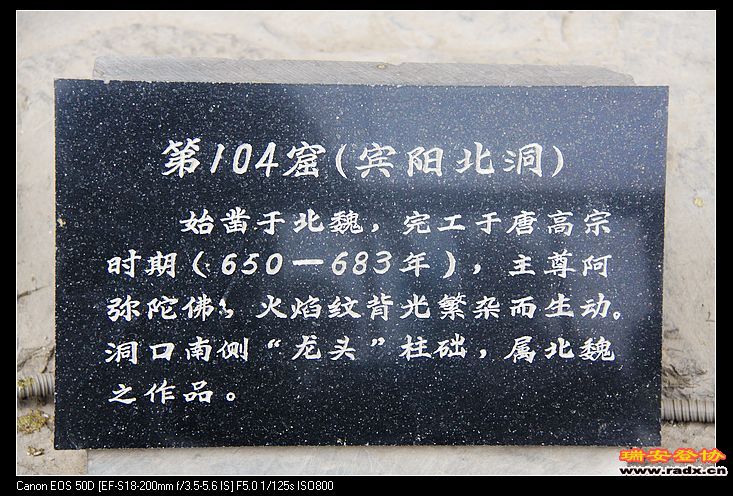 第104窟(宾阳北洞)
始凿于北魏，完工于唐高宗
时期(650—683年)，主尊阿
弥陀佛，火焰纹背光繁杂而生动。
洞口南侧“龙头”柱础，属北魏
之作品。
瑞安登协
www.radx.cn
Canon EOS 50D [EF-S18-200mm f/3.5-5.6 IS] F5.0 1/125s ISO800